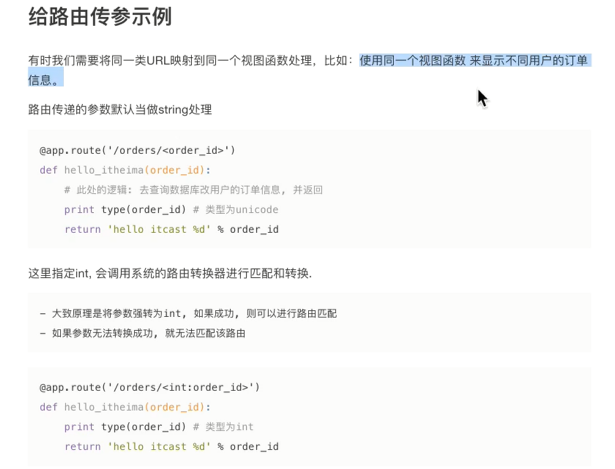 给路由传参示例
有时我们需要将同一类URL映射到同一个视图函数处理，比如：使用同一个视图函数 来显示不同用户的订单
信息。
路由传递的参数默认当做string处理
@app.route('/orders/<order_id>')
def hello_itheima(order_id):
    # 此处的逻辑: 去查询数据库改用户的订单信息, 并返回
    print type(order_id) # 类型为unicode
    return 'hello itcast %d' % order_id
这里指定int, 会调用系统的路由转换器进行匹配和转换.
- 大致原理是将参数强转为int, 如果成功, 则可以进行路由匹配
- 如果参数无法转换成功, 就无法匹配该路由
@app.route('/orders/<int:order_id>')
def hello_itheima(order_id):
    print type(order_id) # 类型为int
    return 'hello itcast %d' % order_id